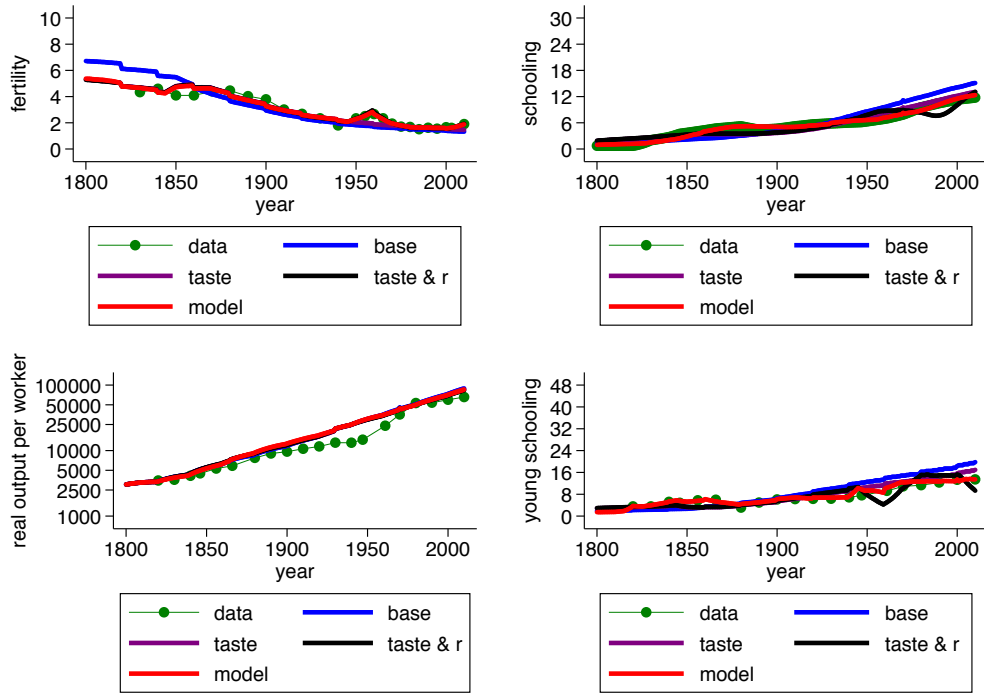 fertility
10
8
6
4
2
0
1800 1850 1900 1950 2000
year
data base
taste taste & r
model
schooling
30
24
18
12
6
0
1800 1850 1900 1950 2000
year
data base
taste taste & r
model
real output per worker
100000
50000
10000
5000
2500
1000
1800 1850 1900 1950 2000
year
data base
taste taste & r
model
young schooling
48
40
32
24
16
8
0
1800 1850 1900 1950 2000
year
data base
taste taste & r
model